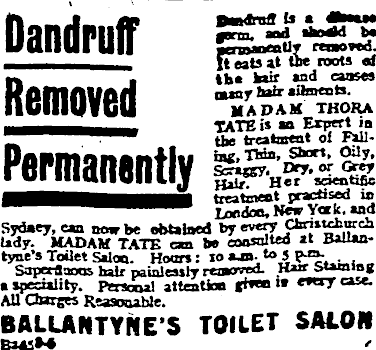 Dandruff
Removed
Permanently
Dandruff is a disease
germ, and should be
permanently removed.
It eats at the roots of
the hair and causes
many hair ailments.
MADAM THORA
TATE is an Expert in
the treatment of Fall-
ing, Thin, Short, Oily,
Scraggy, Dry, or Grey
Hair. Her scientific
treatment practised in
London, New York, and
Sydney, can now be obtained by every Christchurch
lady. MADAM TATE can be consulted at Ballan-
tyne's Toilet Salon. Hours: 10 a.m. to 5 p.m.
Superfluous hair painlessly removed. Hair Staining
a speciality. Personal attention given in every case.
All Charges Reasonable.
BALLANTYNE'S TOILET SALON